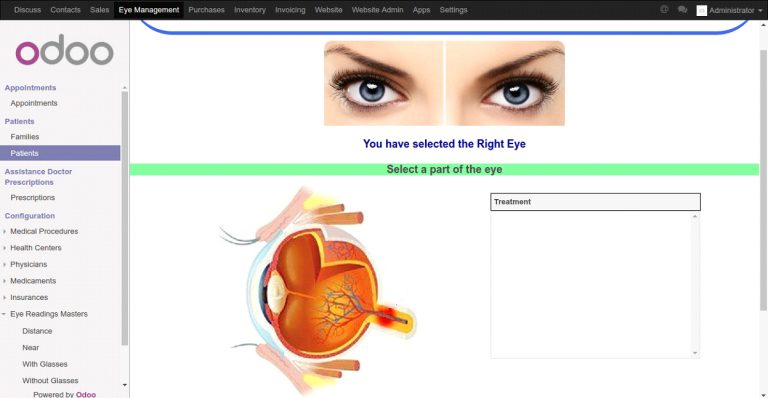 Discuss Contacts Sales Eye Management Purchases Inventory Invoicing Website Website Admin Apps Settings @ Administrator
odoo
Appointments
Appointments
Patients
Families
Patients
Assistance Doctor
Prescriptions
Prescriptions
Configuration
Medical Procedures
Health Centers
Physicians
Medicaments
Insurances
Eye Readings Masters
Distance
Near
With Glasses
Without Glasses
Powered by Odoo
You have selected the Right Eye
Select a part of the eye
Treatment